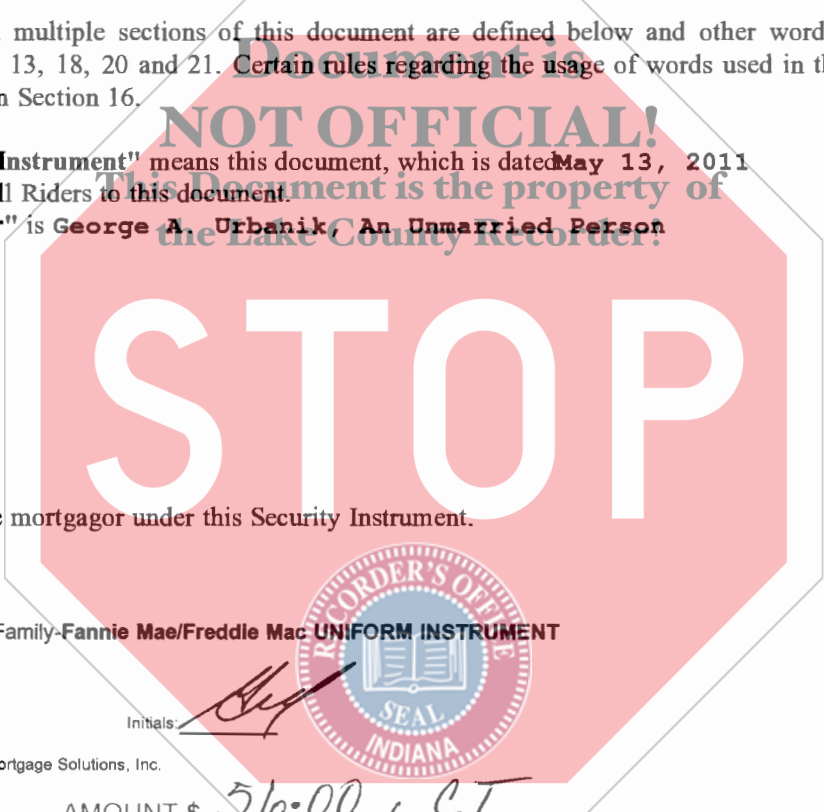 multiple sections of this document are defined below and other word
13, 18, 20 and 21. Certain rules regarding the usage of words used in th
n Section 16.
Document is
NOT OFFICIAL!
This Document is the property of
the Lake County Recorder!
Instrument" means this document, which is dated May 13, 2011
ll Riders to this document.
" is George A. Urbanik, An Unmarried Person
STOP
mortgagor under this Security Instrument.
Family-Fannie Mae/Freddie Mac UNIFORM INSTRUMENT
RECORDER'S OFFICE
SEAL
INDIANA
Initials:
ortgage Solutions, Inc.
AMOUNT $